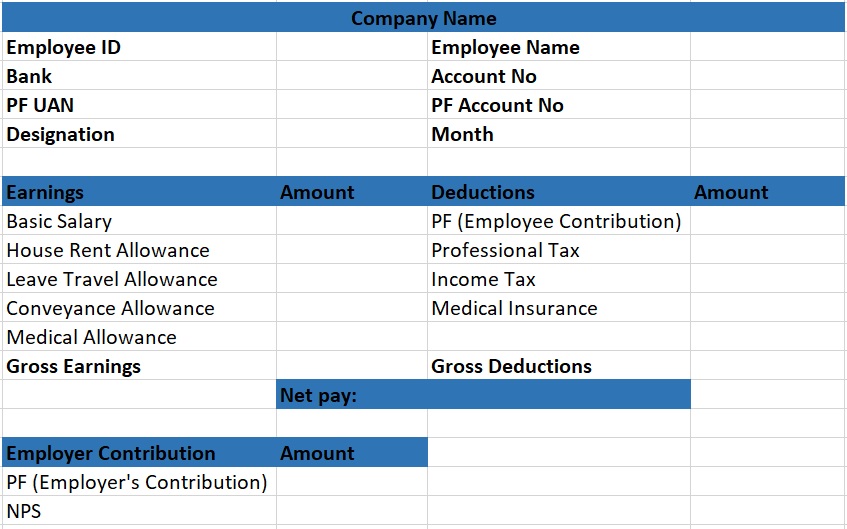 Company Name
Employee ID Employee Name
Bank Account No
PF UAN PF Account No
Designation Month
Earnings Amount Deductions Amount
Basic Salary PF (Employee Contribution)
House Rent Allowance Professional Tax
Leave Travel Allowance Income Tax
Conveyance Allowance Medical Insurance
Medical Allowance
Gross Earnings Gross Deductions
Net pay:
Employer Contribution Amount
PF (Employer's Contribution)
NPS